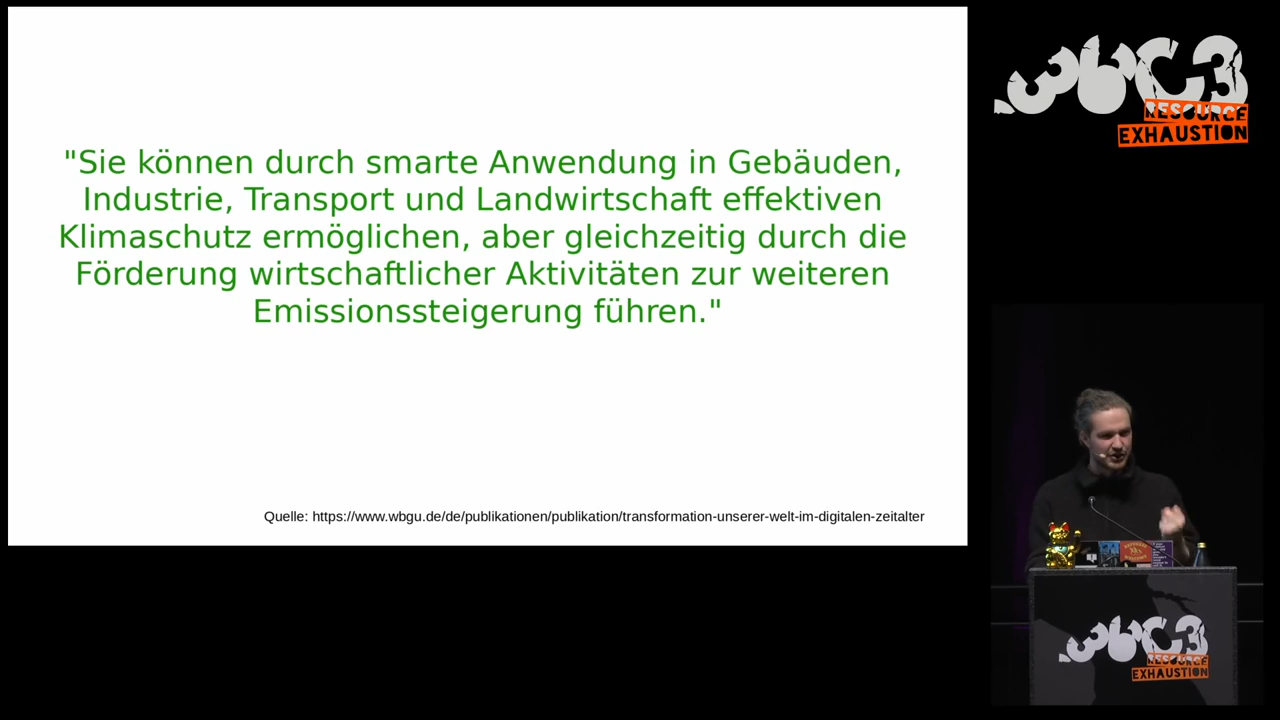 "Sie können durch smarte Anwendung in Gebäuden,
Industrie, Transport und Landwirtschaft effektiven
Klimaschutz ermöglichen, aber gleichzeitig durch die
Förderung wirtschaftlicher Aktivitäten zur weiteren
Emissionssteigerung führen."
Quelle: https://www.wbgu.de/de/publikationen/publikation/transformation-unserer-welt-im-digitalen-zeitalter
36C3
RESOURCE
EXHAUSTION
36C3
RESOURCE
EXHAUSTION